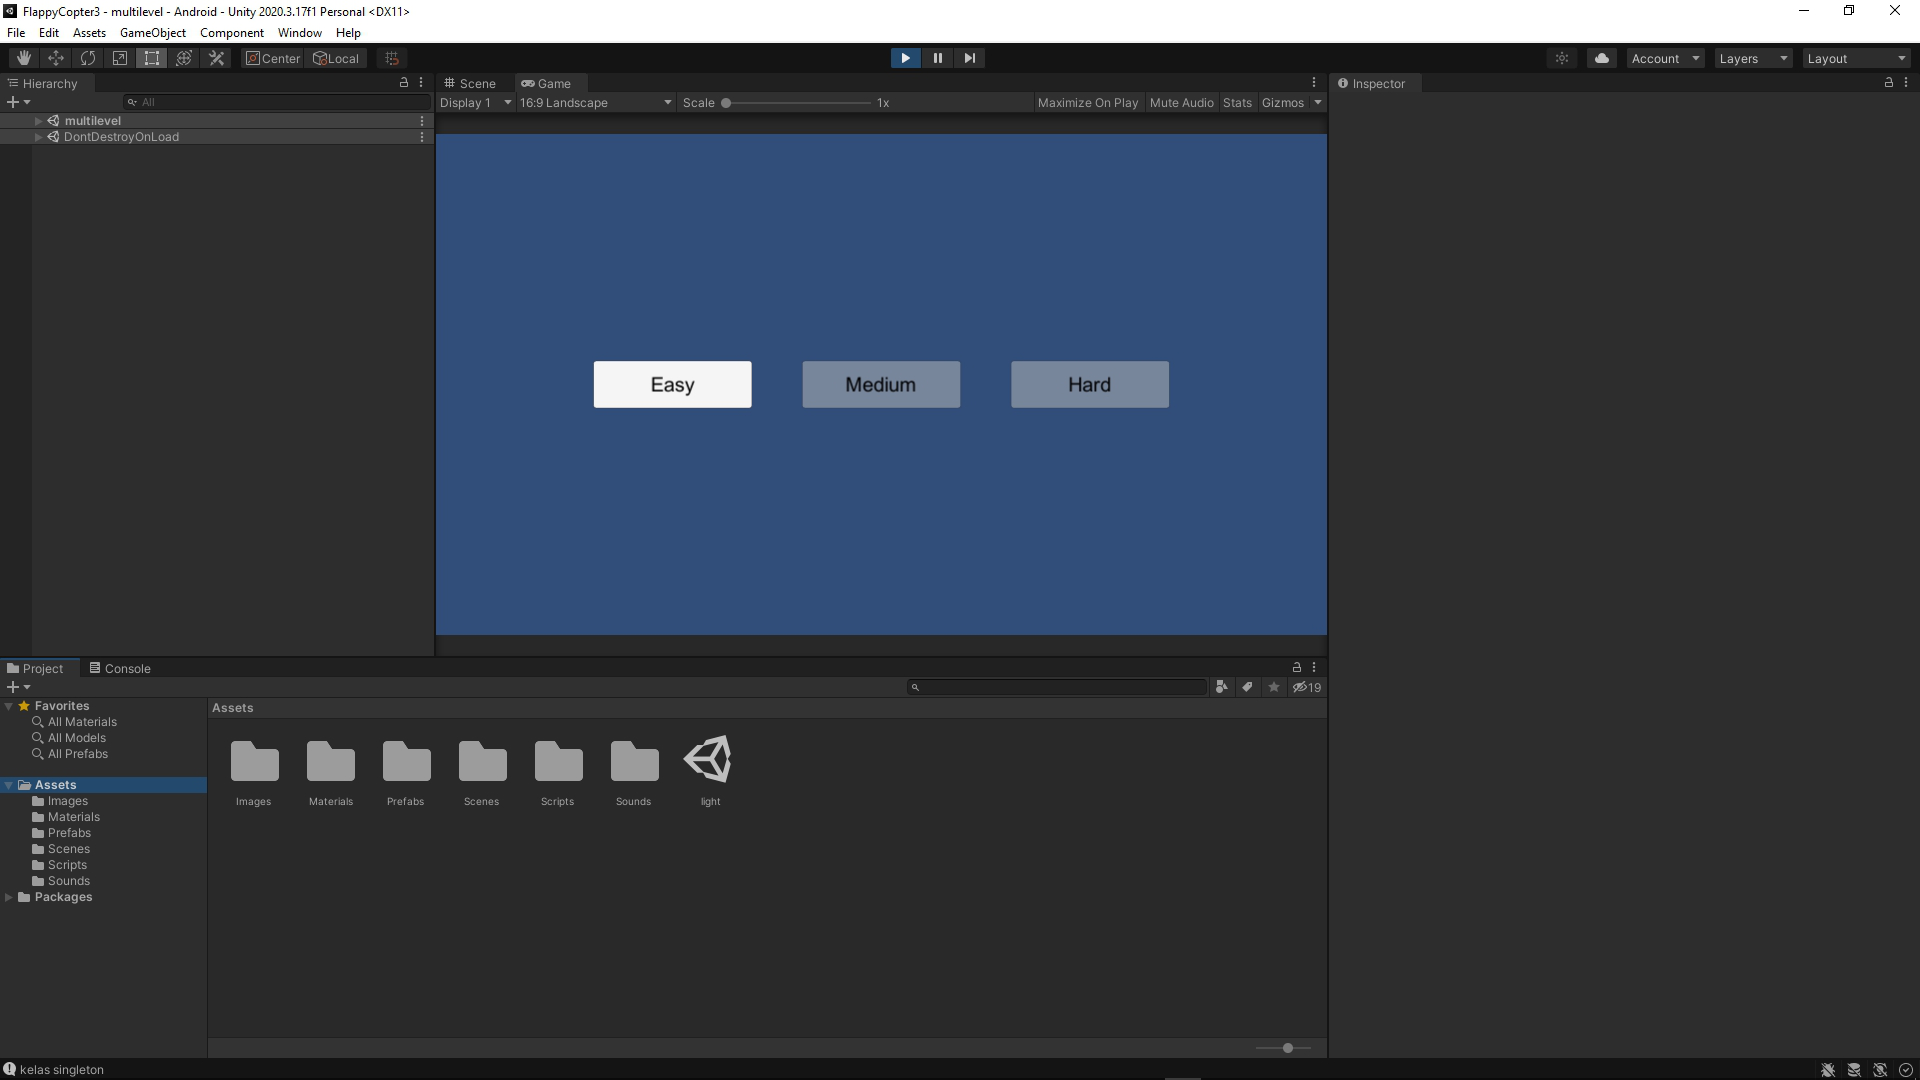 FlappyCopter3 - multilevel - Android - Unity 2020.3.17f1 Personal <DX11>
File Edit Assets GameObject Component Window Help
Center Local Account Layers Layout
Hierarchy Scene Game Inspector
All Display 1 16:9 Landscape Scale 1x Maximize On Play Mute Audio Stats Gizmos
multilevel
DontDestroyOnLoad
Easy Medium Hard
Project Console
19
Favorites Assets
All Materials
All Models
All Prefabs
Assets
Images
Materials
Prefabs
Scenes
Scripts
Sounds
Packages
Images Materials Prefabs Scenes Scripts Sounds light
kelas singleton